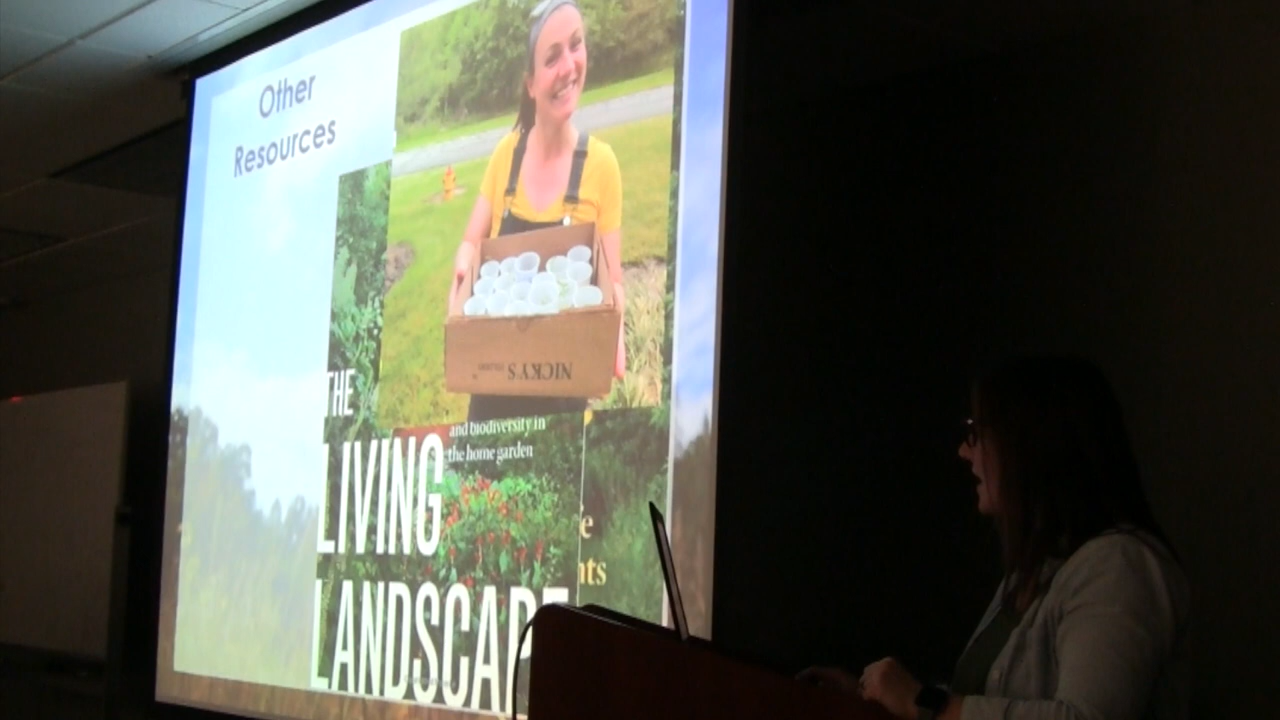 Other
Resources
NICKY'S
THE
and biodiversity in
the home garden
LIVING
e
nts
LANDSCAPE